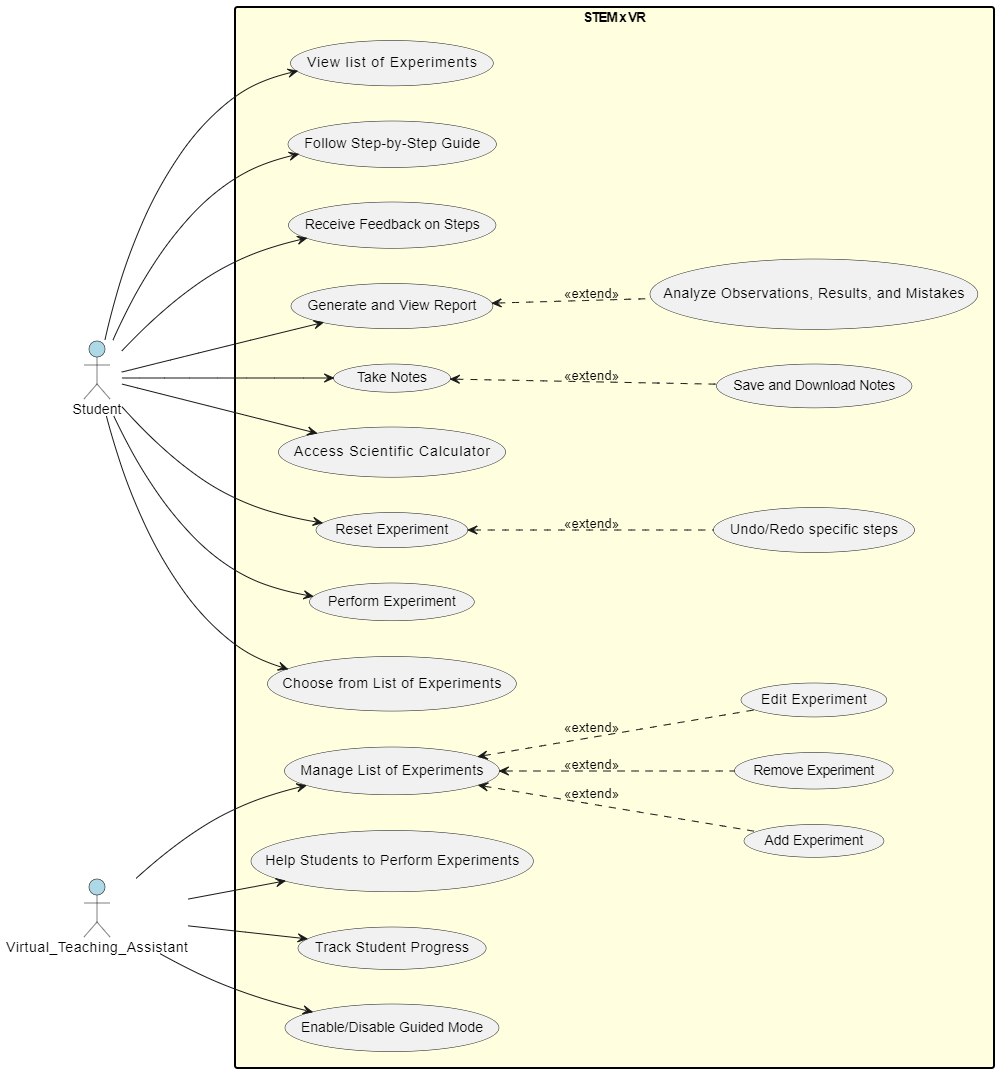 STEM x VR
View list of Experiments
Follow Step-by-Step Guide
Receive Feedback on Steps
Generate and View Report
«extend»
Analyze Observations, Results, and Mistakes
Take Notes
«extend»
Save and Download Notes
Student
Access Scientific Calculator
Reset Experiment
«extend»
Undo/Redo specific steps
Perform Experiment
Choose from List of Experiments
Edit Experiment
«extend»
Manage List of Experiments
«extend»
Remove Experiment
«extend»
Add Experiment
Help Students to Perform Experiments
Virtual_Teaching_Assistant
Track Student Progress
Enable/Disable Guided Mode